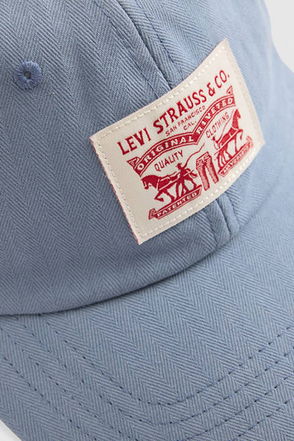 LEVI STRAUSS & CO.
SAN FRANCISCO
CAL.
ORIGINAL RIVETED
QUALITY CLOTHING
PATENTED